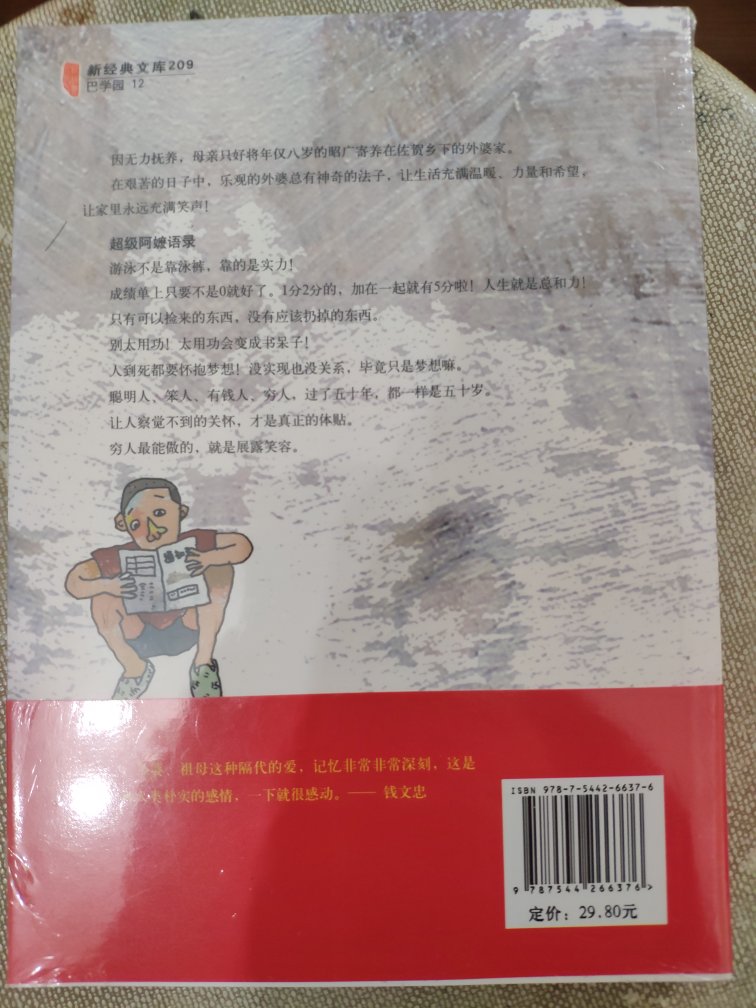 新经典文库209
巴学园 12
因无力抚养，母亲只好将年仅八岁的昭广寄养在佐贺乡下的外婆家。
在艰苦的日子中，乐观的外婆总有神奇的法子，让生活充满温暖、力量和希望，
让家里永远充满笑声！
超级阿嬷语录
游泳不是靠泳裤，靠的是实力！
成绩单上只要不是0就好了。1分2分的，加在一起就有5分啦！人生就是总和力！
只有可以捡来的东西，没有应该扔掉的东西。
别太用功！太用功会变成书呆子！
人到死都要怀抱梦想！没实现也没关系，毕竟只是梦想嘛。
聪明人、笨人、有钱人、穷人，过了五十年，都一样是五十岁。
让人察觉不到的关怀，才是真正的体贴。
穷人最能做的，就是展露笑容。
祖母这种隔代的爱，记忆非常非常深刻，这是
朴实的感情，一下就很感动。—— 钱文忠
ISBN 978-7-5442-6637-6
9 787544 266376 >
定价：29.80元